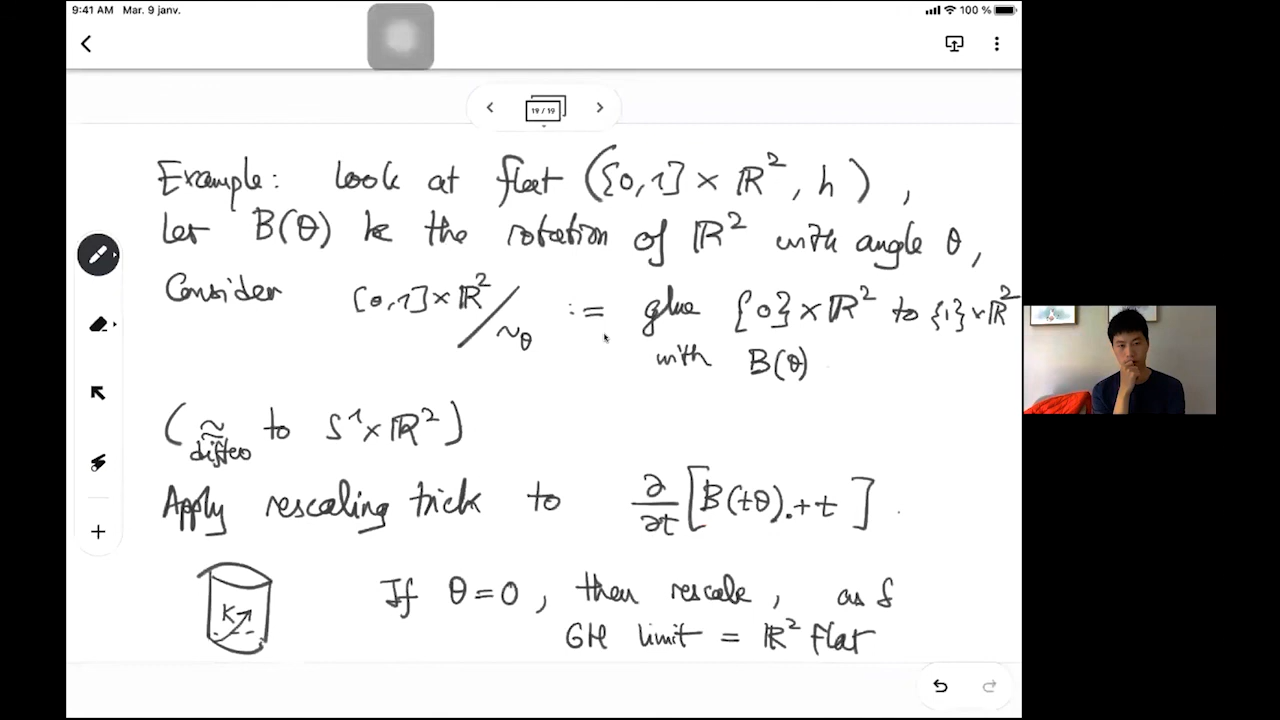 9:41 AM Mar. 9 janv.
100 %
19 / 19
Example: look at flat ([0,1] × ℝ², h),
Let B(θ) be the rotation of ℝ² with angle θ,
Consider [0,1] × ℝ² / ~θ := glue {0} × ℝ² to {1} × ℝ²
with B(θ)
(≈ to S¹ × ℝ²)
diffeo
Apply rescaling trick to ∂/∂t [B(tθ). + t].
K
If θ = 0, then rescale, as
GH limit = ℝ² flat